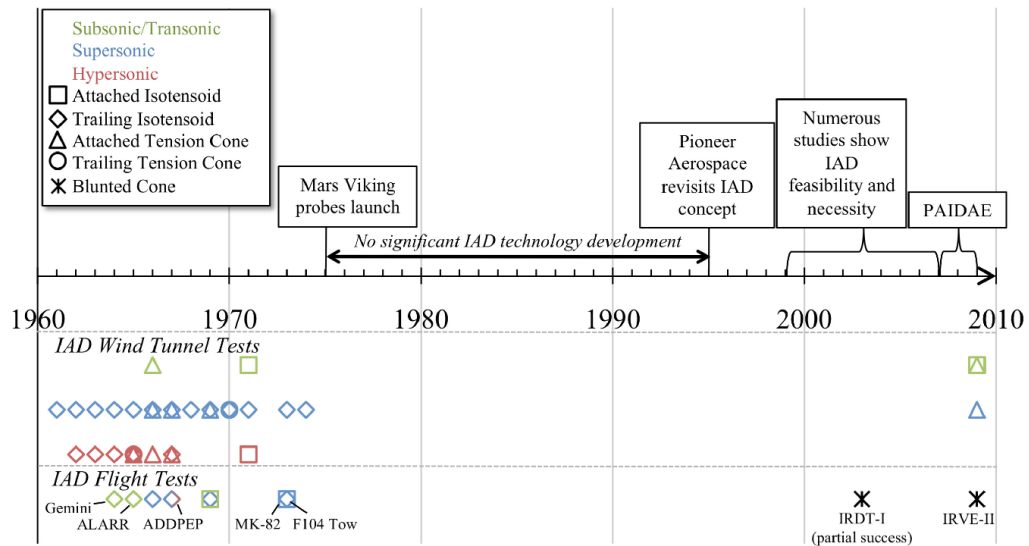 Subsonic/Transonic
Supersonic
Hypersonic
Attached Isotensoid
Trailing Isotensoid
Attached Tension Cone
Trailing Tension Cone
Blunted Cone
Mars Viking
probes launch
Pioneer
Aerospace
revisits IAD
concept
Numerous
studies show
IAD
feasibility and
necessity
PAIDAE
No significant IAD technology development
1960 1970 1980 1990 2000 2010
IAD Wind Tunnel Tests
IAD Flight Tests
Gemini
ALARR
ADDPEP
MK-82
F104 Tow
IRDT-I
(partial success)
IRVE-II